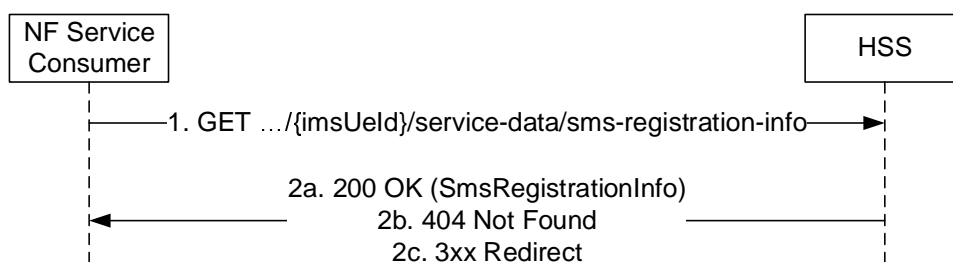 NF Service
Consumer
HSS
1. GET …/{imsUeId}/service-data/sms-registration-info
2a. 200 OK (SmsRegistrationInfo)
2b. 404 Not Found
2c. 3xx Redirect